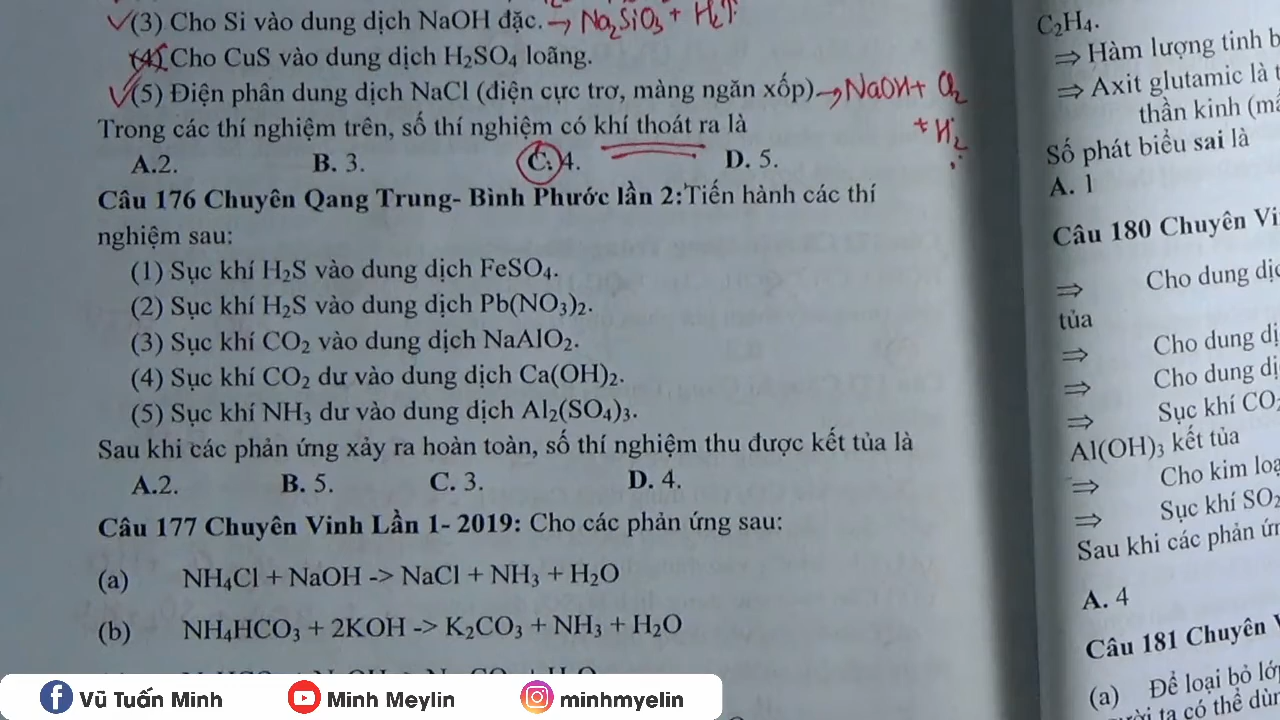 (3) Cho Si vào dung dịch NaOH đặc. → Na2SiO3 + H2↑
(4) Cho CuS vào dung dịch H2SO4 loãng.
(5) Điện phân dung dịch NaCl (điện cực trơ, màng ngăn xốp) → NaOH + Cl2
+ H2
Trong các thí nghiệm trên, số thí nghiệm có khí thoát ra là
A.2. B. 3. C. 4. D. 5.
Câu 176 Chuyên Qang Trung- Bình Phước lần 2:Tiến hành các thí
nghiệm sau:
(1) Sục khí H2S vào dung dịch FeSO4.
(2) Sục khí H2S vào dung dịch Pb(NO3)2.
(3) Sục khí CO2 vào dung dịch NaAlO2.
(4) Sục khí CO2 dư vào dung dịch Ca(OH)2.
(5) Sục khí NH3 dư vào dung dịch Al2(SO4)3.
Sau khi các phản ứng xảy ra hoàn toàn, số thí nghiệm thu được kết tủa là
A.2. B. 5. C. 3. D. 4.
Câu 177 Chuyên Vinh Lần 1- 2019: Cho các phản ứng sau:
(a) NH4Cl + NaOH -> NaCl + NH3 + H2O
(b) NH4HCO3 + 2KOH -> K2CO3 + NH3 + H2O
C2H4.
⇒ Hàm lượng tinh
⇒ Axit glutamic là
thần kinh
Số phát biểu sai là
A. 1
Câu 180 Chuyên
⇒ Cho dung
tủa
⇒ Cho dung
⇒ Cho dung
⇒ Sục khí
Al(OH)3 kết tủa
⇒ Cho kim
⇒ Sục khí SO2
Sau khi các phản
A. 4
Câu 181 Chuyên
(a) Để loại bỏ
ta có thể
Vũ Tuấn Minh
Minh Meylin
minhmyelin